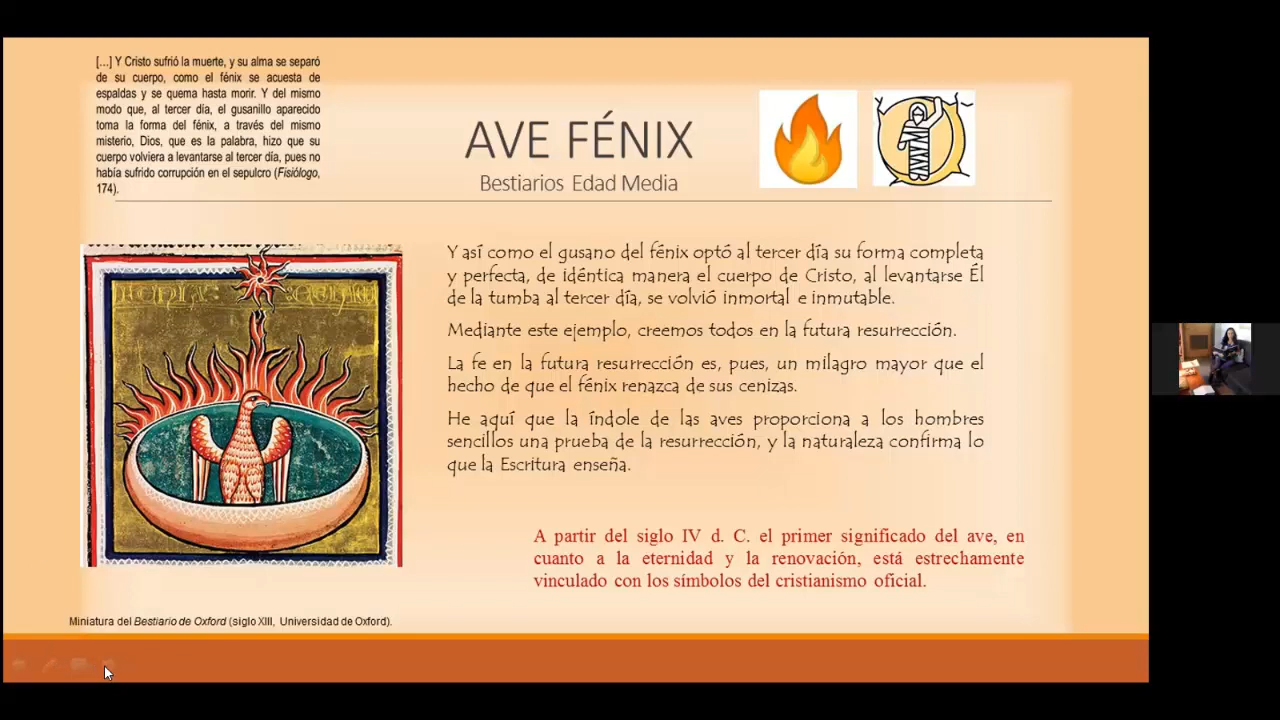 [...] Y Cristo sufrió la muerte, y su alma se separó
de su cuerpo, como el fénix se acuesta de
espaldas y se quema hasta morir. Y del mismo
modo que, al tercer día, el gusanillo aparecido
toma la forma del fénix, a través del mismo
misterio, Dios, que es la palabra, hizo que su
cuerpo volviera a levantarse al tercer día, pues no
había sufrido corrupción en el sepulcro (Fisiólogo,
174).
AVE FÉNIX
Bestiarios Edad Media
Y así como el gusano del fénix optó al tercer día su forma completa
y perfecta, de idéntica manera el cuerpo de Cristo, al levantarse Él
de la tumba al tercer día, se volvió inmortal e inmutable.
Mediante este ejemplo, creemos todos en la futura resurrección.
La fe en la futura resurrección es, pues, un milagro mayor que el
hecho de que el fénix renazca de sus cenizas.
He aquí que la índole de las aves proporciona a los hombres
sencillos una prueba de la resurrección, y la naturaleza confirma lo
que la Escritura enseña.
A partir del siglo IV d. C. el primer significado del ave, en
cuanto a la eternidad y la renovación, está estrechamente
vinculado con los símbolos del cristianismo oficial.
Miniatura del Bestiario de Oxford (siglo XIII, Universidad de Oxford).